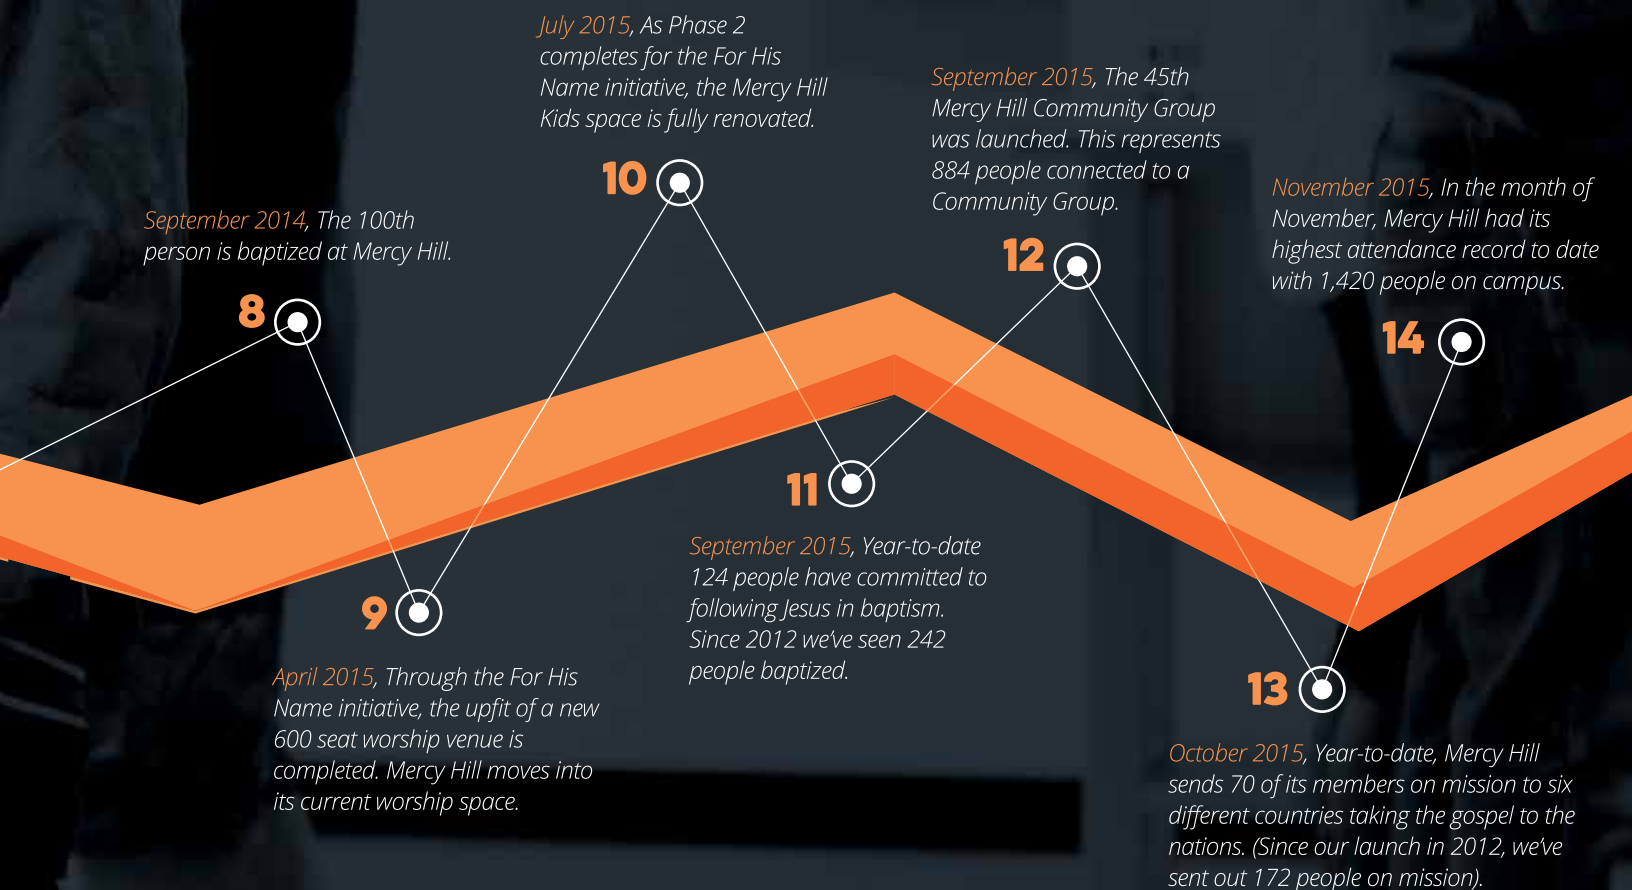 8
September 2014, The 100th
person is baptized at Mercy Hill.
9
April 2015, Through the For His
Name initiative, the upfit of a new
600 seat worship venue is
completed. Mercy Hill moves into
its current worship space.
10
July 2015, As Phase 2
completes for the For His
Name initiative, the Mercy Hill
Kids space is fully renovated.
11
September 2015, Year-to-date
124 people have committed to
following Jesus in baptism.
Since 2012 we’ve seen 242
people baptized.
12
September 2015, The 45th
Mercy Hill Community Group
was launched. This represents
884 people connected to a
Community Group.
13
October 2015, Year-to-date, Mercy Hill
sends 70 of its members on mission to six
different countries taking the gospel to the
nations. (Since our launch in 2012, we’ve
sent out 172 people on mission).
14
November 2015, In the month of
November, Mercy Hill had its
highest attendance record to date
with 1,420 people on campus.